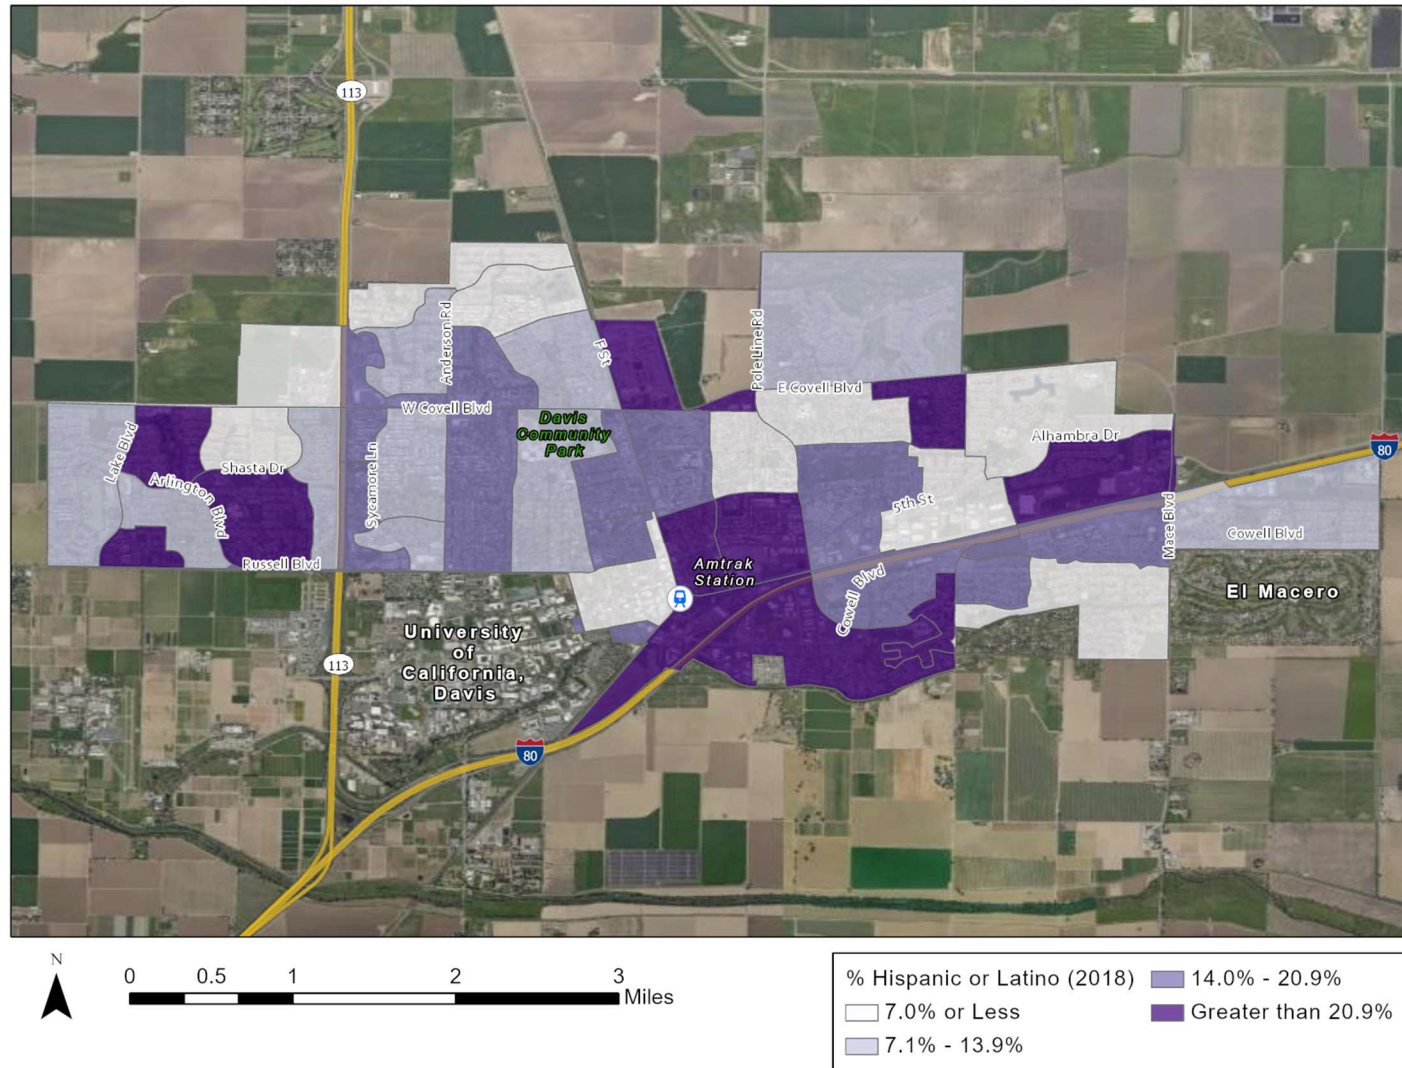 113
Anderson Rd
F St
Pole Line Rd
E Covell Blvd
W Covell Blvd
Davis
Community
Park
Lake Blvd
Alhambra Dr
80
Shasta Dr
Sycamore Ln
Arlington Blvd
5th St
Mace Blvd
Cowell Blvd
Russell Blvd
Amtrak
Station
Cowell Blvd
El Macero
University
of
California,
Davis
113
80
N
0 0.5 1 2 3
Miles
% Hispanic or Latino (2018)
7.0% or Less
7.1% - 13.9%
14.0% - 20.9%
Greater than 20.9%